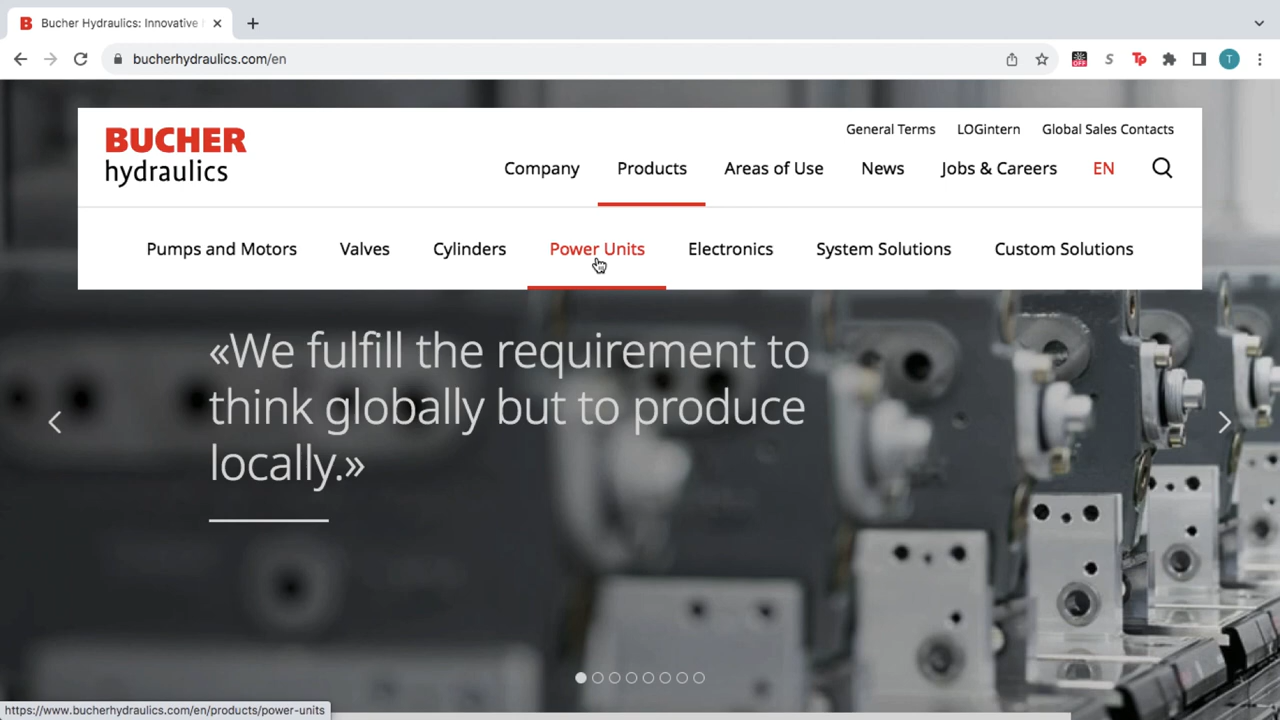 Bucher Hydraulics: Innovative
bucherhydraulics.com/en
OFF
S
Tp
T
BUCHER
hydraulics
General Terms LOGintern Global Sales Contacts
Company Products Areas of Use News Jobs & Careers EN
Pumps and Motors Valves Cylinders Power Units Electronics System Solutions Custom Solutions
«We fulfill the requirement to
think globally but to produce
locally.»
https://www.bucherhydraulics.com/en/products/power-units